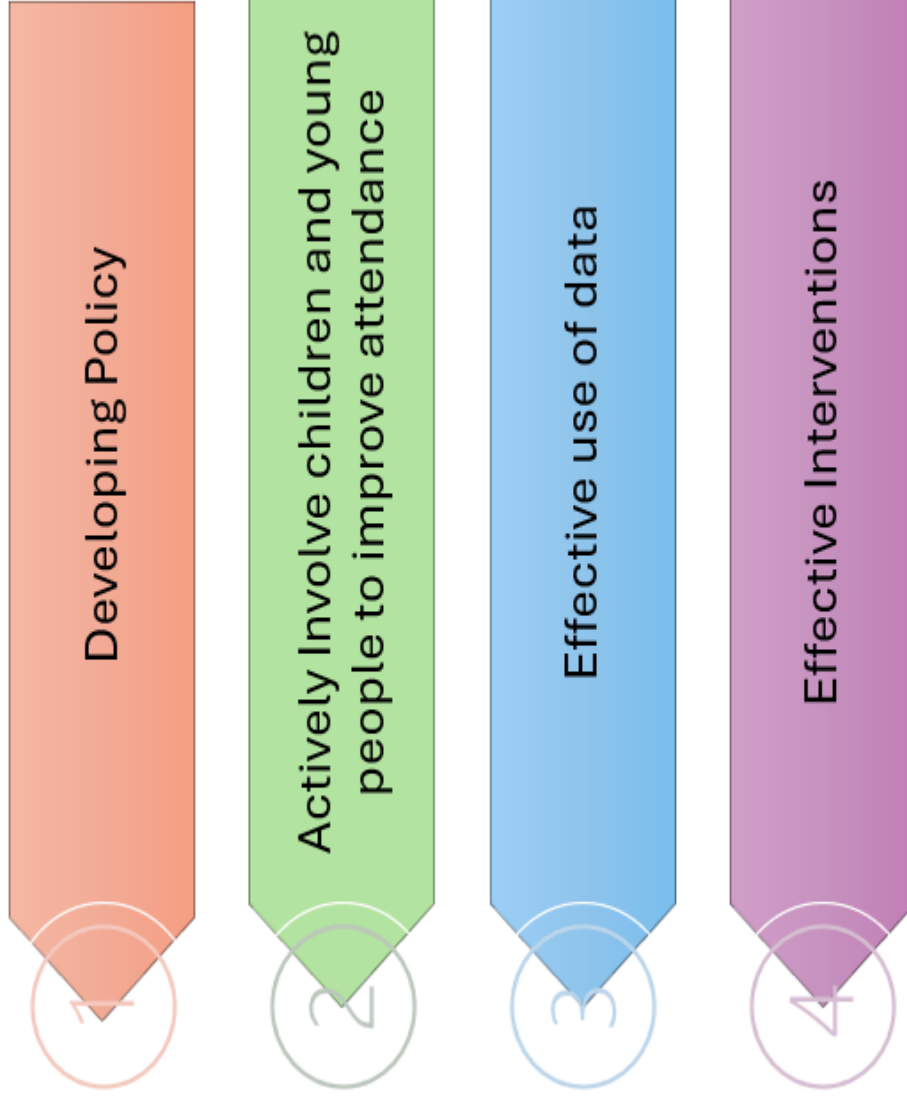 1
Developing Policy
2
Actively Involve children and young
people to improve attendance
3
Effective use of data
4
Effective Interventions